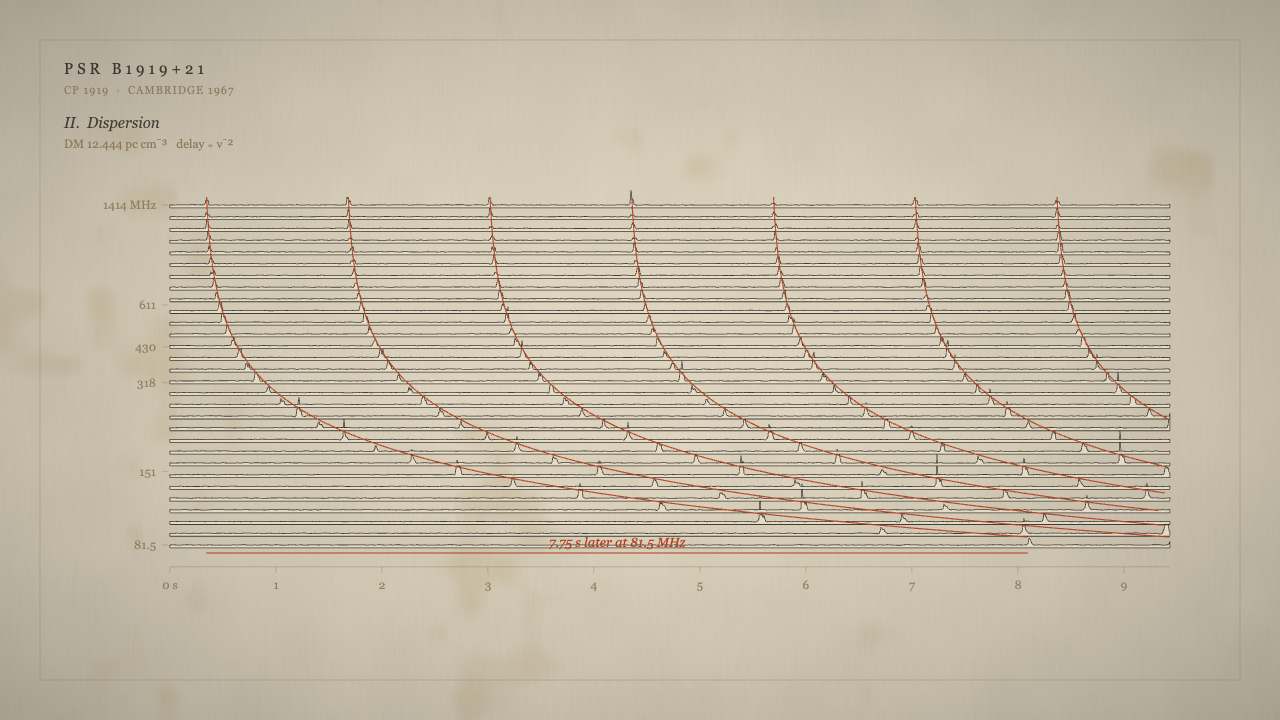 PSR B1919+21
CP 1919 · CAMBRIDGE 1967
II. Dispersion
DM 12.444 pc cm⁻³ delay ∝ ν⁻²
1414 MHz
611
430
318
151
81.5
7.75 s later at 81.5 MHz
0 s 1 2 3 4 5 6 7 8 9